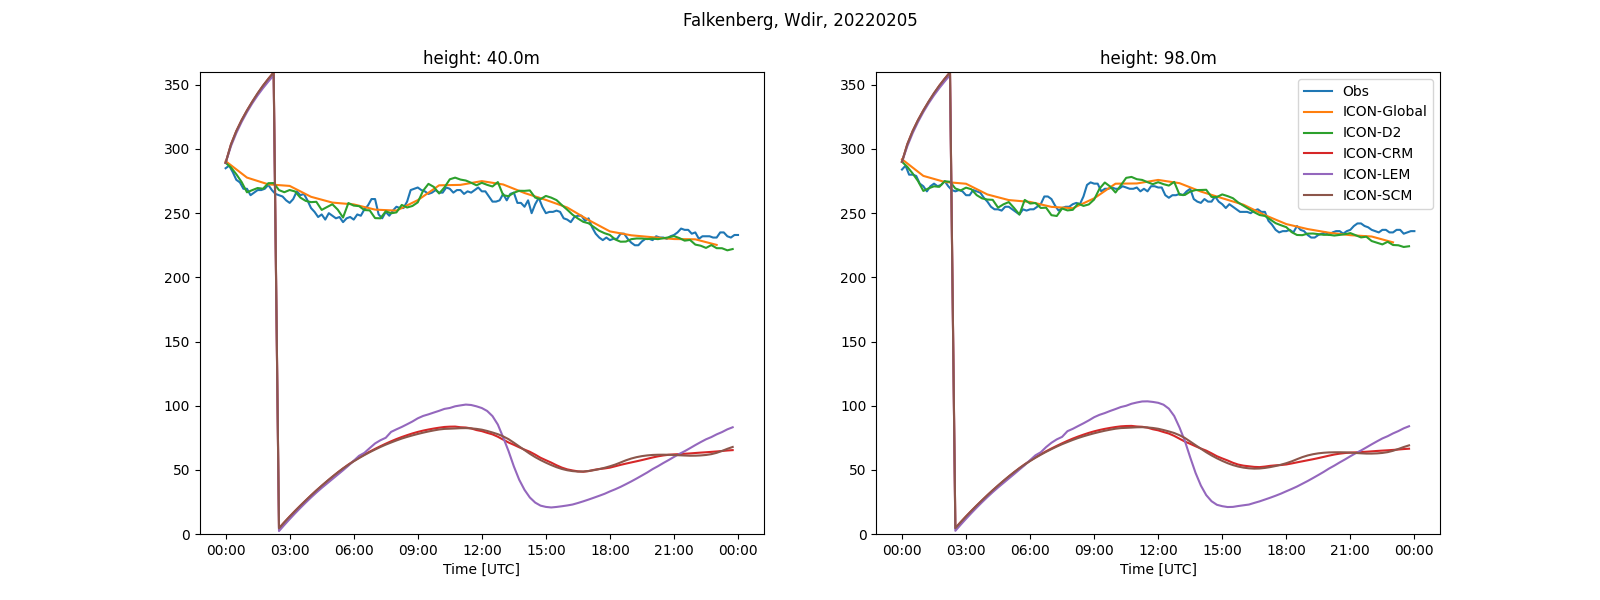 Falkenberg, Wdir, 20220205
height: 40.0m
350
300
250
200
150
100
50
0
00:00 03:00 06:00 09:00 12:00 15:00 18:00 21:00 00:00
Time [UTC]
height: 98.0m
350
300
250
200
150
100
50
0
00:00 03:00 06:00 09:00 12:00 15:00 18:00 21:00 00:00
Time [UTC]
Obs
ICON-Global
ICON-D2
ICON-CRM
ICON-LEM
ICON-SCM